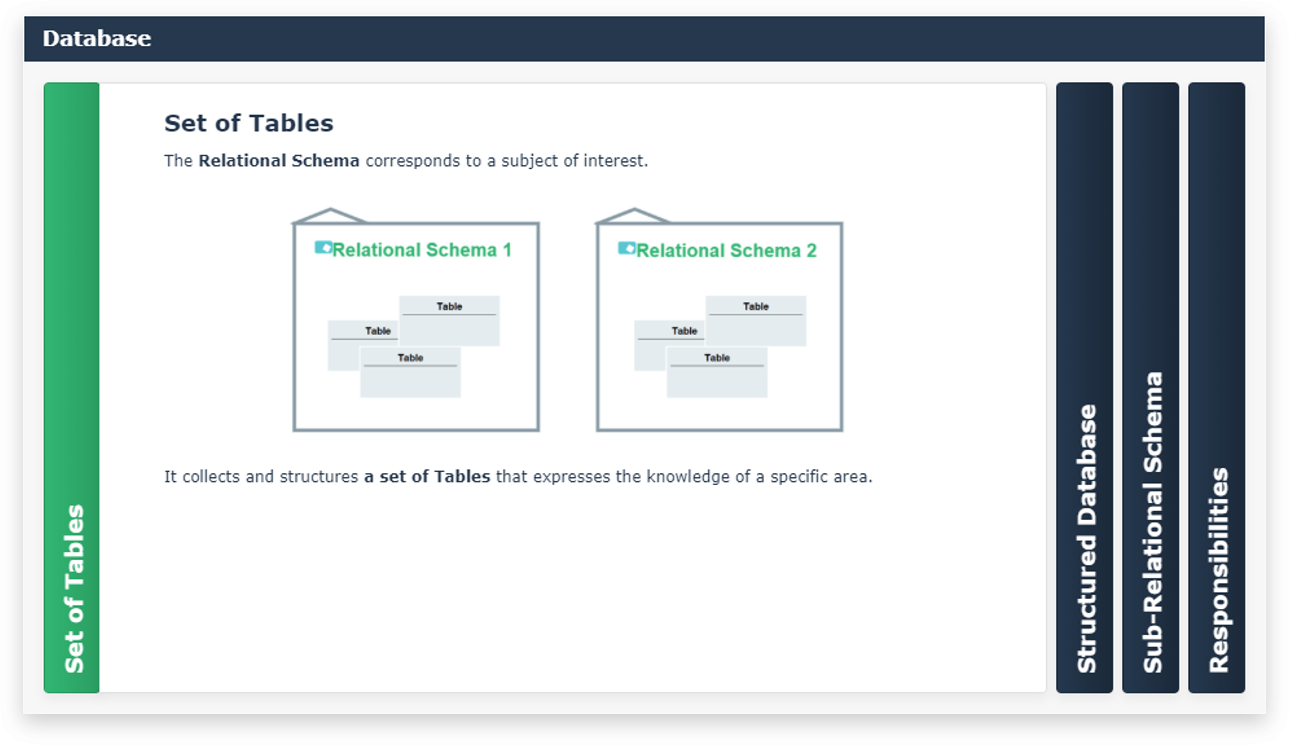 Database
Set of Tables
Set of Tables
The Relational Schema corresponds to a subject of interest.
Relational Schema 1
Table
Table
Table
Relational Schema 2
Table
Table
Table
It collects and structures a set of Tables that expresses the knowledge of a specific area.
Structured Database
Sub-Relational Schema
Responsibilities